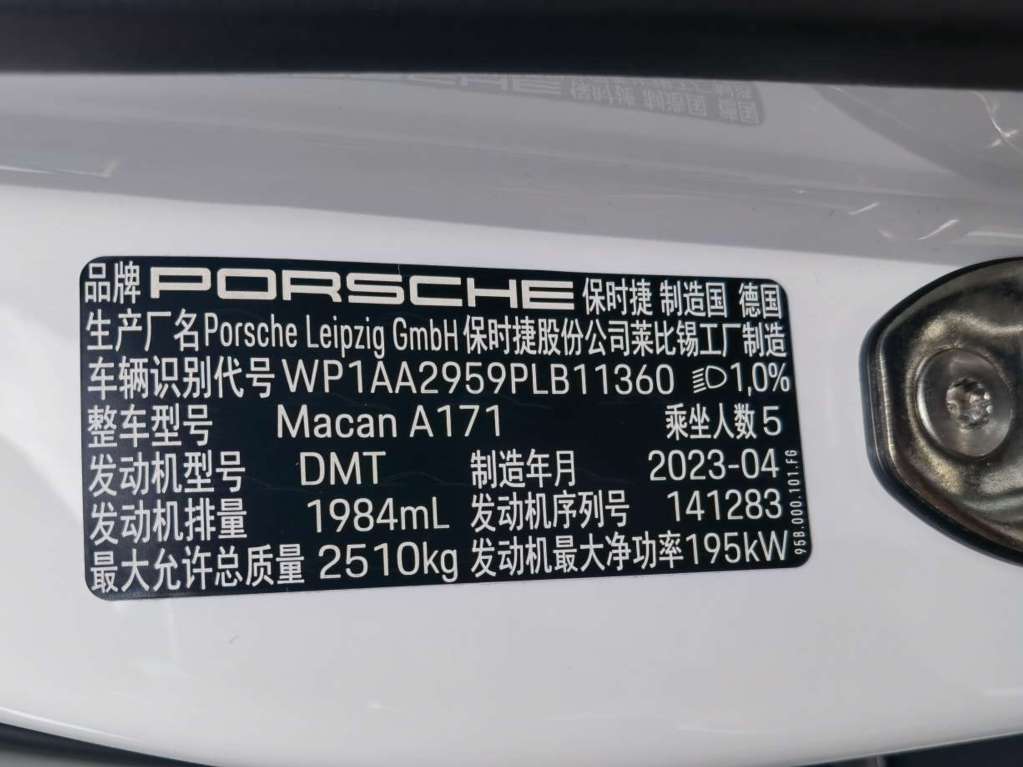 品牌 PORSCHE 保时捷 制造国 德国
生产厂名 Porsche Leipzig GmbH 保时捷股份公司莱比锡工厂制造
车辆识别代号 WP1AA2959PLB11360 1,0%
整车型号 Macan A171 乘坐人数 5
发动机型号 DMT 制造年月 2023-04
发动机排量 1984mL 发动机序列号 141283
最大允许总质量 2510kg 发动机最大净功率 195kW
95B.000.101.FG